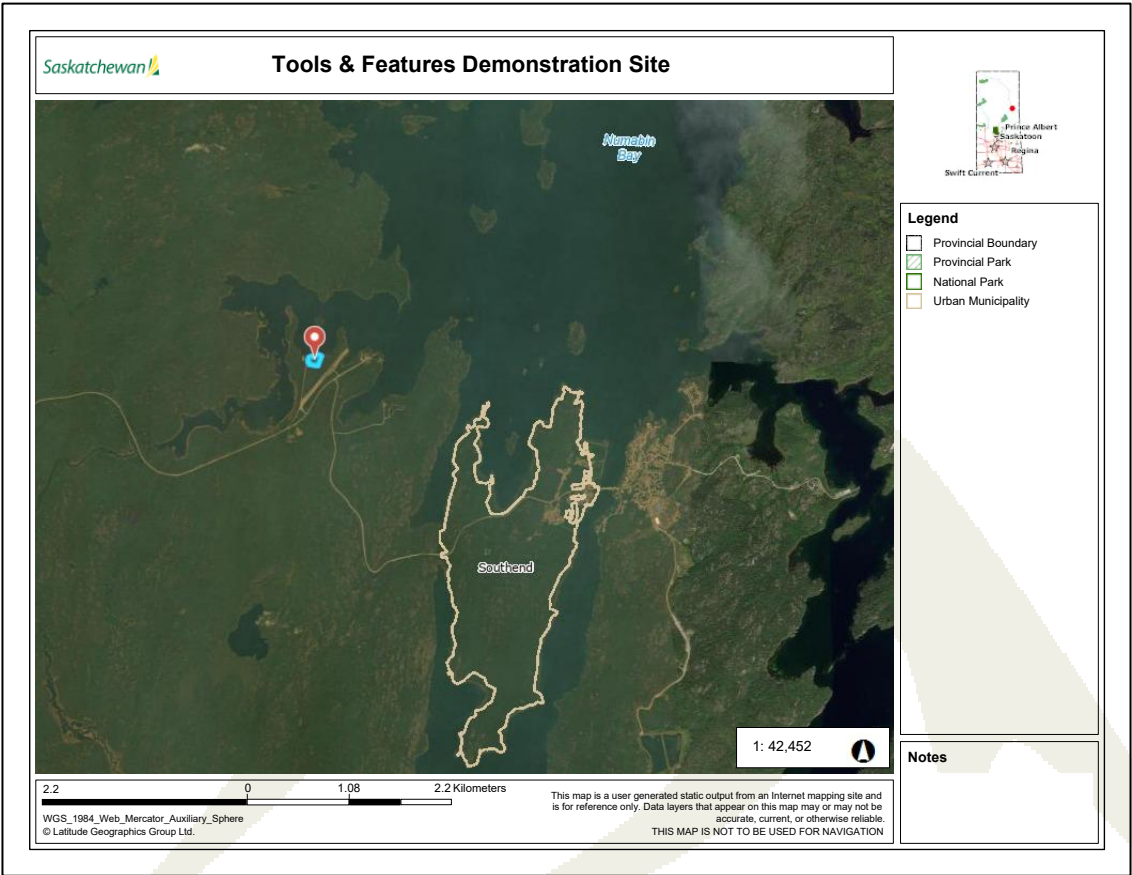 Saskatchewan
Tools & Features Demonstration Site
Numabin
Bay
Southend
1: 42,452
Prince Albert
Saskatoon
Regina
Swift Current
Legend
Provincial Boundary
Provincial Park
National Park
Urban Municipality
Notes
2.2 0 1.08 2.2 Kilometers
WGS_1984_Web_Mercator_Auxiliary_Sphere
© Latitude Geographics Group Ltd.
This map is a user generated static output from an Internet mapping site and
is for reference only. Data layers that appear on this map may or may not be
accurate, current, or otherwise reliable.
THIS MAP IS NOT TO BE USED FOR NAVIGATION